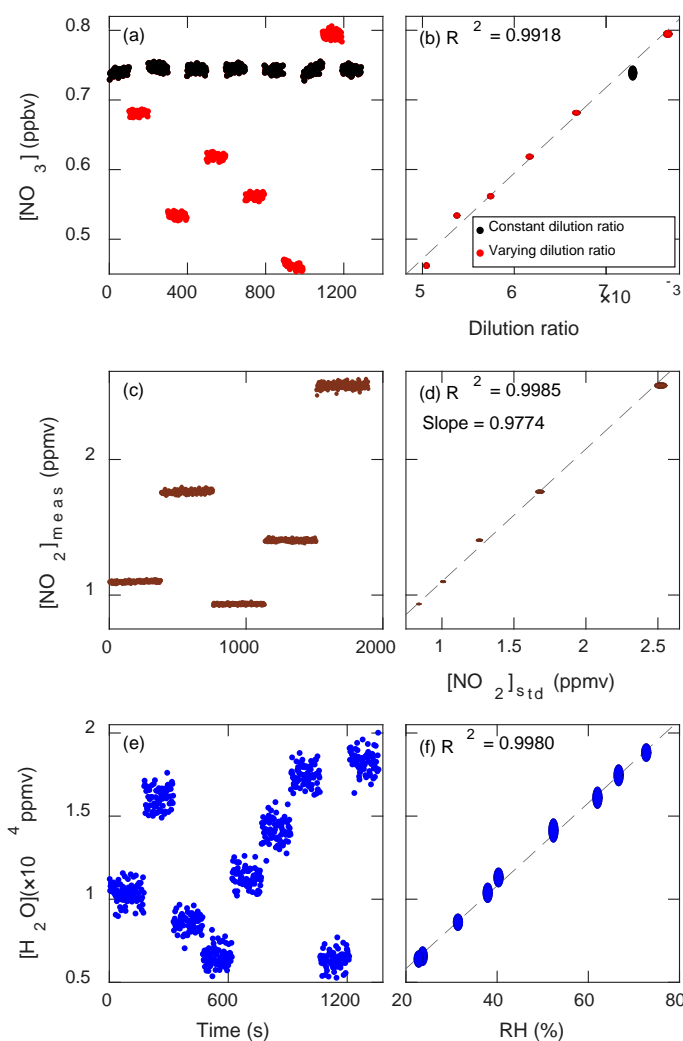 (a)
0.8
0.7
0.6
0.5
[NO 3] (ppbv)
0 400 800 1200
(b) R 2 = 0.9918
Constant dilution ratio
Varying dilution ratio
5 6 7 ×10 -3
Dilution ratio
(c)
2
1
[NO 2]meas (ppmv)
0 1000 2000
(d) R 2 = 0.9985
Slope = 0.9774
1 1.5 2 2.5
[NO 2]std (ppmv)
(e)
2
1.5
1
0.5
[H 2 O](×10 4 ppmv)
0 600 1200
Time (s)
(f) R 2 = 0.9980
20 40 60 80
RH (%)